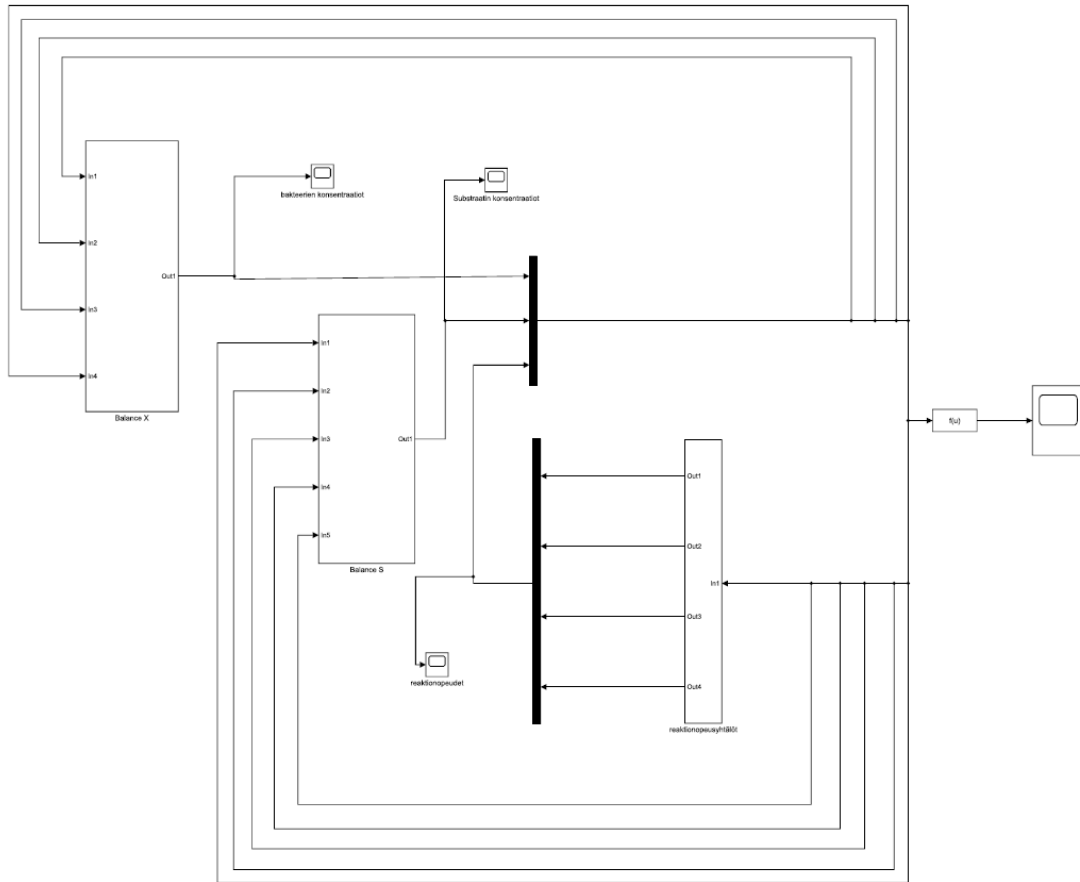 In1
bakteerien konsentraatiot
Substraatin konsentraatiot
In2
Out1
In3
In1
In4
In2
Balance X
f(u)
In3
Out1
In4
Out1
In5
Out2
Balance S
In1
Out3
reaktionopeudet
Out4
reaktionopeusyhtälöt